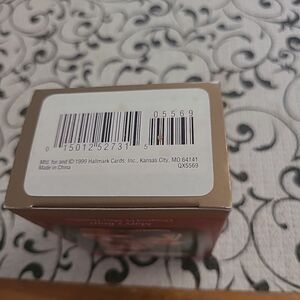 05569
0 15012 52731 5
Mfd. for and © 1999 Hallmark Cards, Inc., Kansas City, MO 64141
Made in China
QX5569